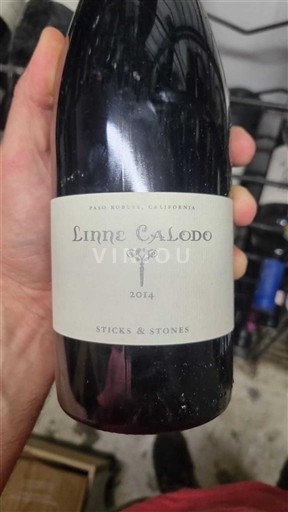 PASO ROBLES, CALIFORNIA
LINNE CALODO
VINOU
2014
STICKS & STONES